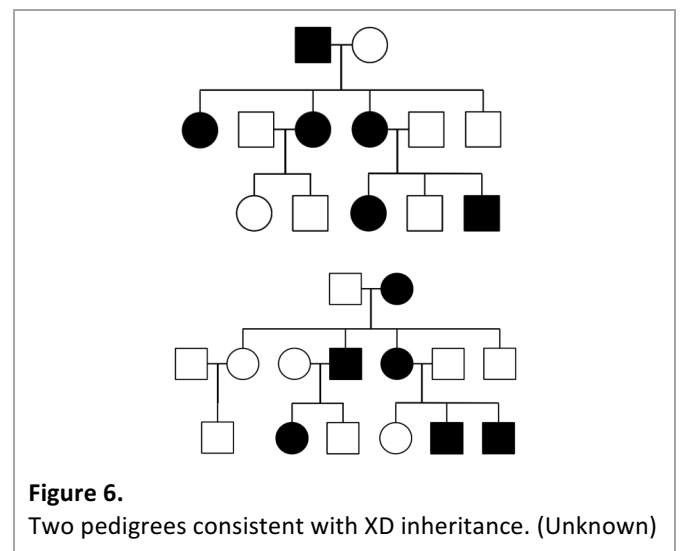 Figure 6.
Two pedigrees consistent with XD inheritance. (Unknown)